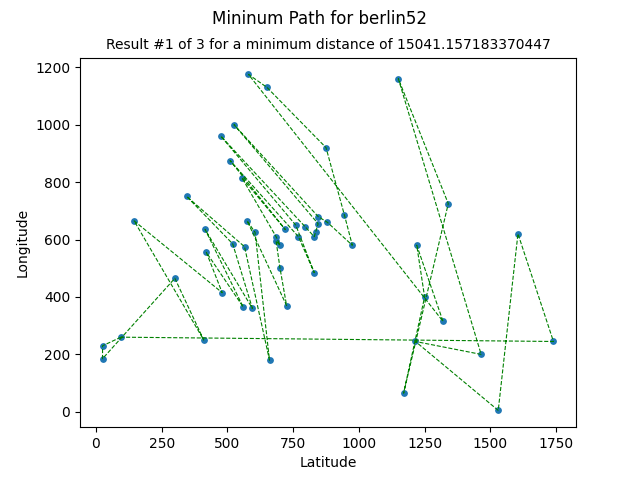 Mininum Path for berlin52
Result #1 of 3 for a minimum distance of 15041.157183370447
1200
1000
800
600
400
200
0
Longitude
0 250 500 750 1000 1250 1500 1750
Latitude